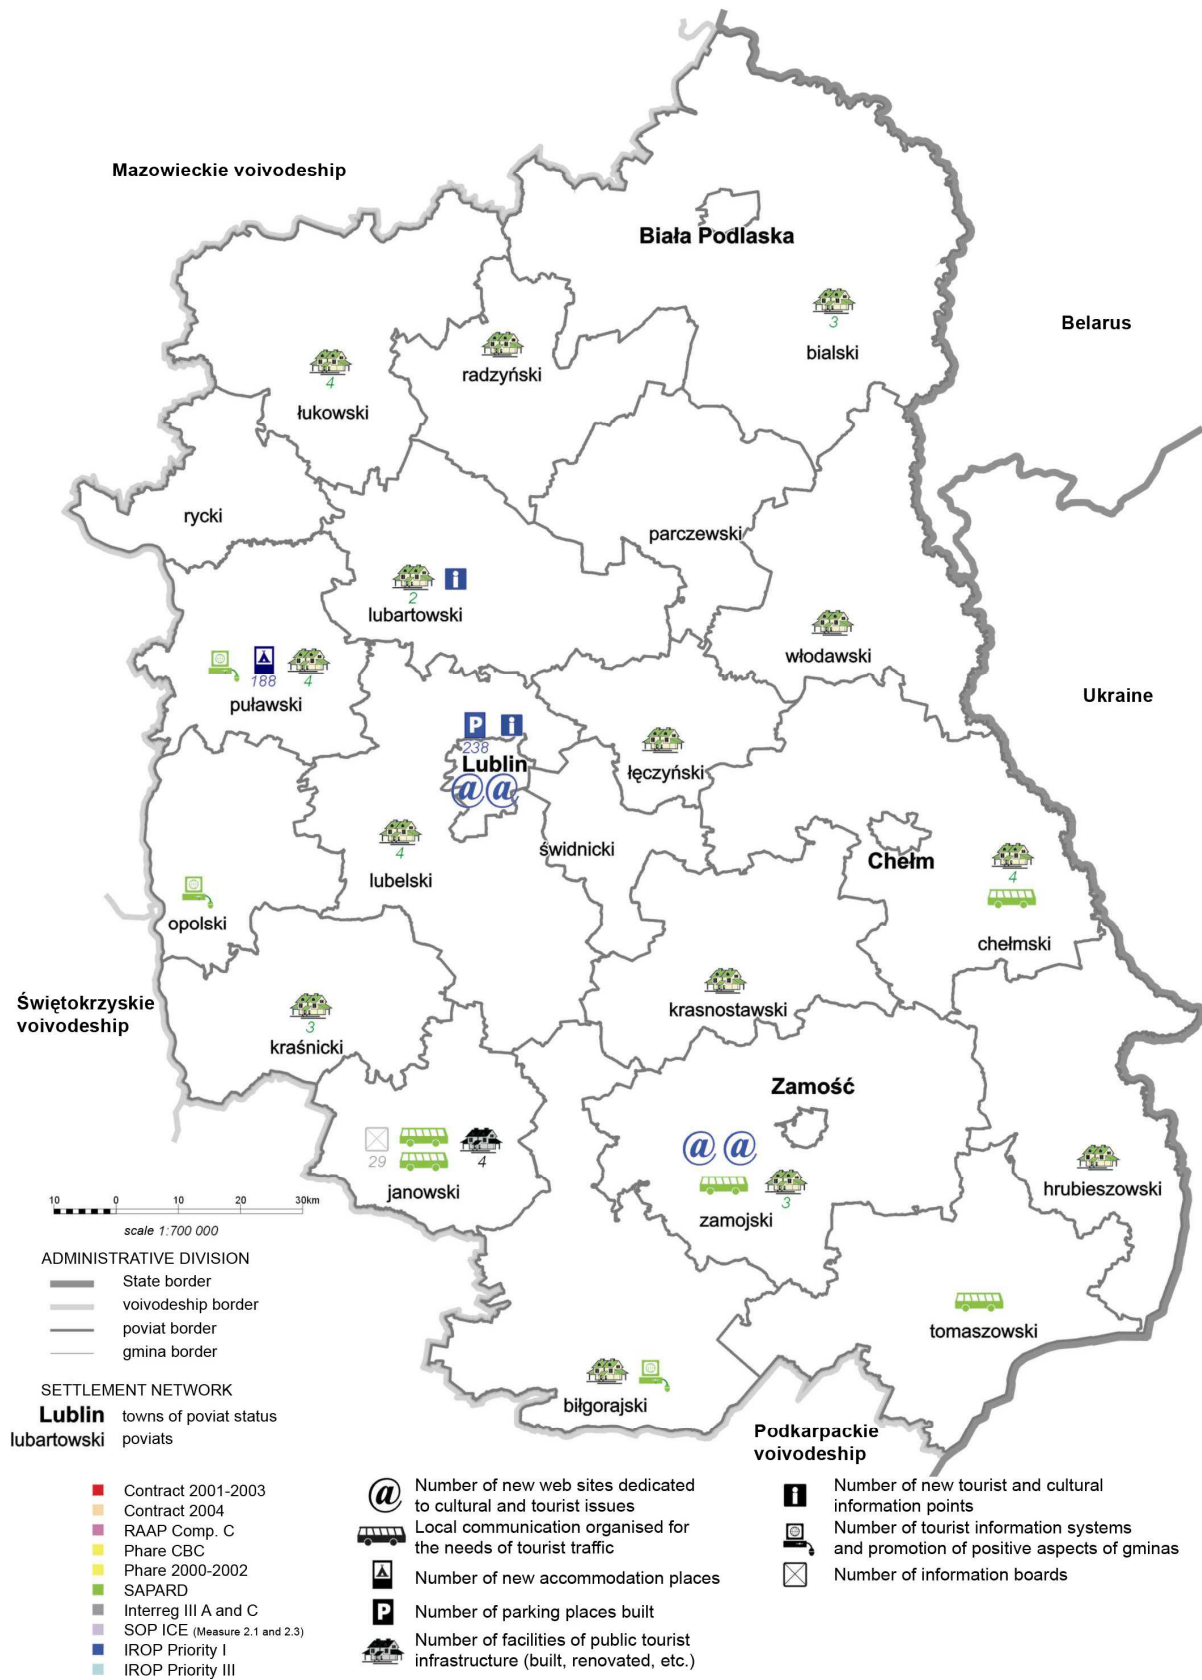 Mazowieckie voivodeship
Biała Podlaska
Belarus
3
bialski
radzyński
4
łukowski
rycki
parczewski
2
lubartowski
włodawski
188
4
puławski
Ukraine
238
Lublin
łęczyński
@ @
świdnicki
Chełm
4
lubelski
4
chełmski
opolski
Świętokrzyskie
voivodeship
krasnostawski
3
kraśnicki
Zamość
29
4
janowski
@ @
3
zamojski
hrubieszowski
10 0 10 20 30km
scale 1:700 000
tomaszowski
biłgorajski
Podkarpackie
voivodeship
ADMINISTRATIVE DIVISION
State border
voivodeship border
poviat border
gmina border
SETTLEMENT NETWORK
Lublin towns of poviat status
lubartowski poviats
Contract 2001-2003
Contract 2004
RAAP Comp. C
Phare CBC
Phare 2000-2002
SAPARD
Interreg III A and C
SOP ICE (Measure 2.1 and 2.3)
IROP Priority I
IROP Priority III
@ Number of new web sites dedicated
to cultural and tourist issues
Local communication organised for
the needs of tourist traffic
Number of new accommodation places
P Number of parking places built
Number of facilities of public tourist
infrastructure (built, renovated, etc.)
i Number of new tourist and cultural
information points
Number of tourist information systems
and promotion of positive aspects of gminas
Number of information boards